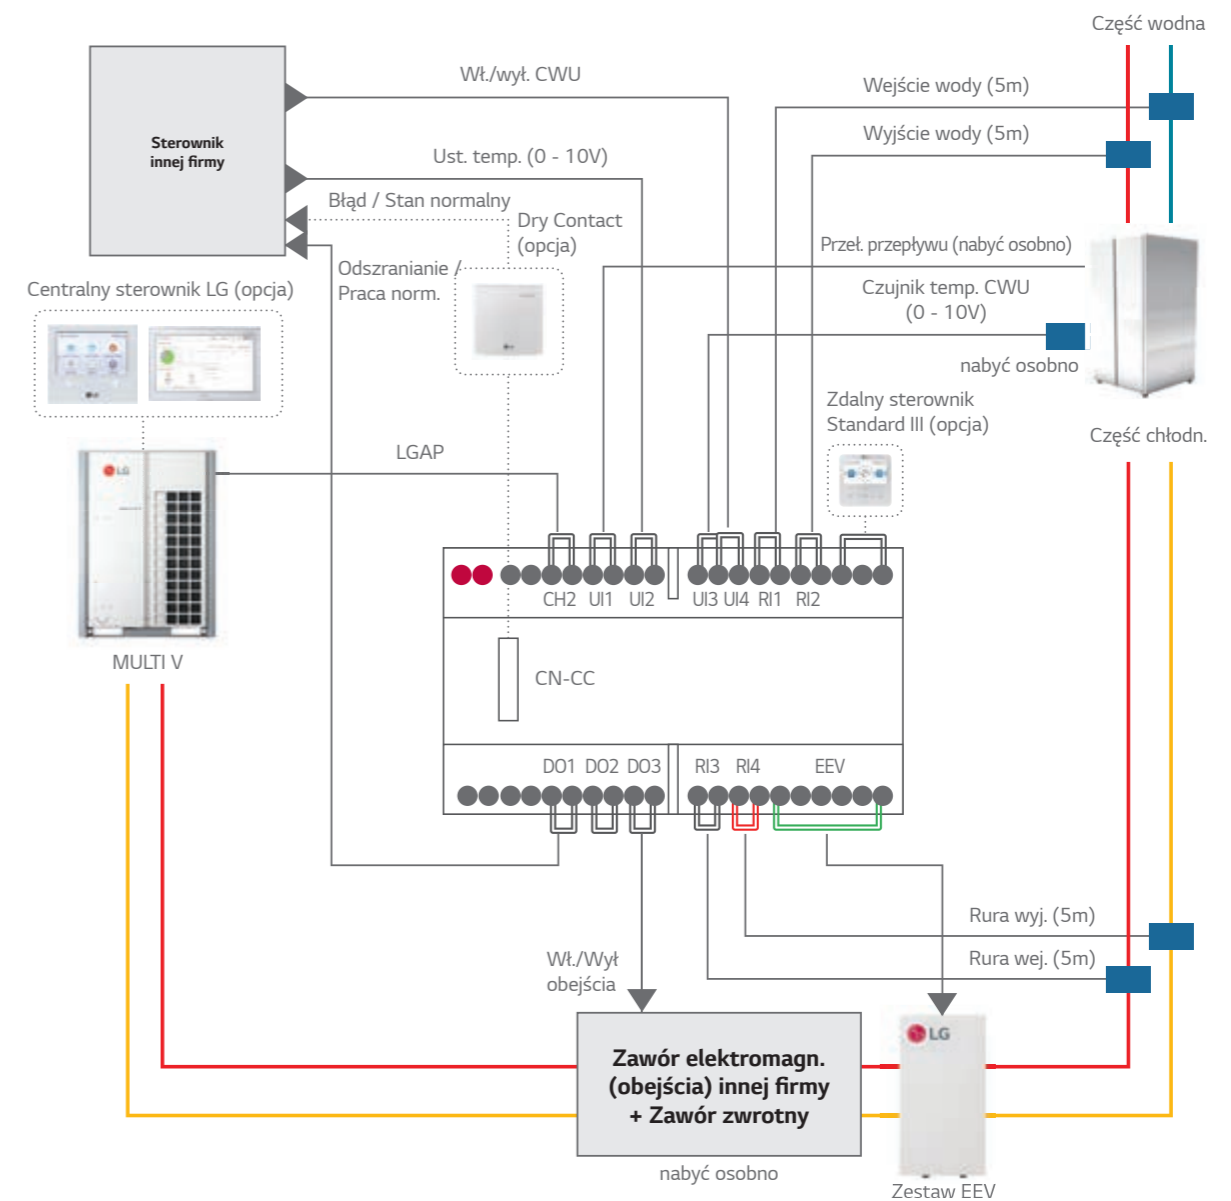 Część wodna
Wł./wył. CWU
Wejście wody (5m)
Wyjście wody (5m)
Sterownik
innej firmy
Ust. temp. (0 - 10V)
Błąd / Stan normalny
Dry Contact
(opcja)
Przeł. przepływu (nabyć osobno)
Odszranianie /
Praca norm.
Centralny sterownik LG (opcja)
Czujnik temp. CWU
(0 - 10V)
nabyć osobno
Zdalny sterownik
Standard III (opcja)
Część chłodn.
LGAP
LG
CH2 UI1 UI2 UI3 UI4 RI1 RI2
MULTI V
CN-CC
DO1 DO2 DO3 RI3 RI4 EEV
Rura wyj. (5m)
Rura wej. (5m)
Wł./Wył
obejścia
LG
Zawór elektromagn.
(obejścia) innej firmy
+ Zawór zwrotny
nabyć osobno
Zestaw EEV